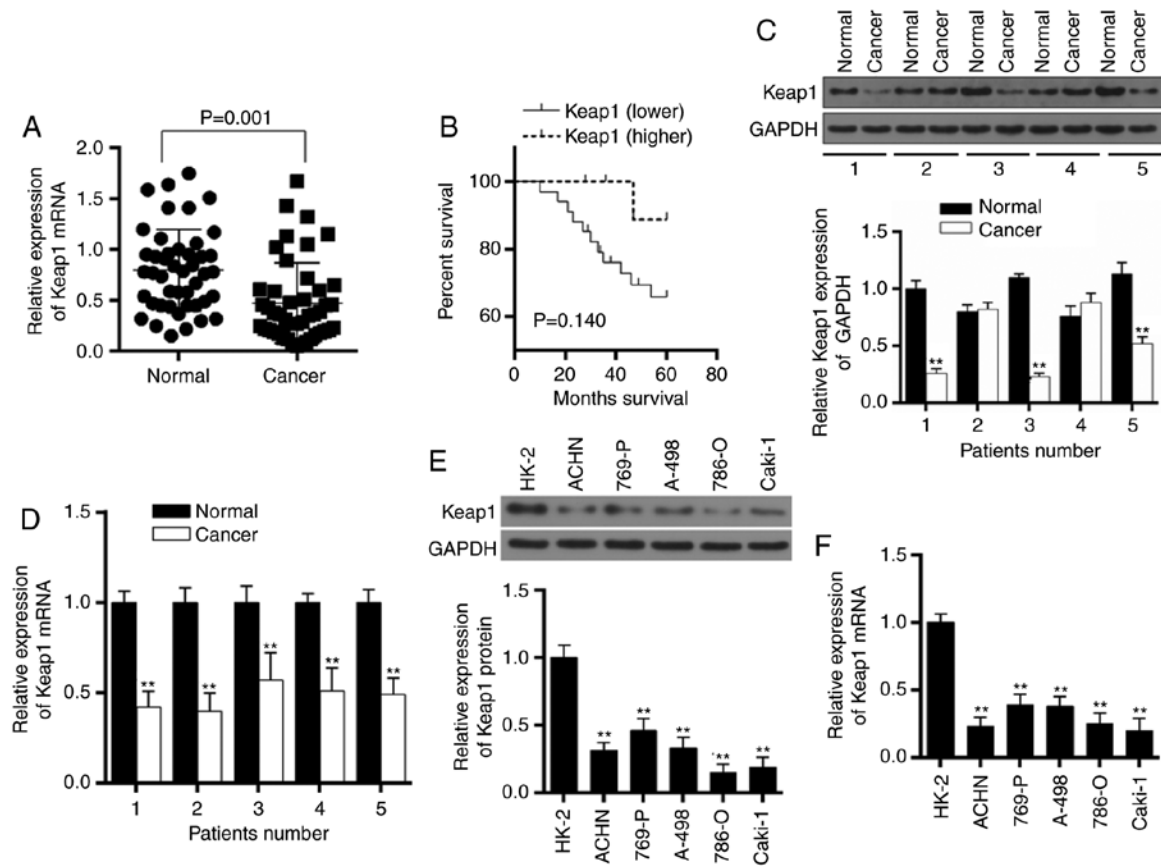 A
P=0.001
Relative expression
of Keap1 mRNA
2.0
1.5
1.0
0.5
0.0
Normal
Cancer
B
Keap1 (lower)
Keap1 (higher)
Percent survival
100
80
60
P=0.140
0 20 40 60 80
Months survival
C
Normal Cancer Normal Cancer Normal Cancer Normal Cancer Normal Cancer
Keap1
GAPDH
1 2 3 4 5
Normal
Cancer
Relative Keap1 expression
of GAPDH
1.5
1.0
0.5
0.0
** ** **
1 2 3 4 5
Patients number
D
Normal
Cancer
Relative expression
of Keap1 mRNA
1.5
1.0
0.5
0.0
** ** ** ** **
1 2 3 4 5
Patients number
E
HK-2 ACHN 769-P A-498 786-O Caki-1
Keap1
GAPDH
Relative expression
of Keap1 protein
1.5
1.0
0.5
0.0
** ** ** ** **
HK-2 ACHN 769-P A-498 786-O Caki-1
F
Relative expression
of Keap1 mRNA
1.5
1.0
0.5
0.0
** ** ** ** **
HK-2 ACHN 769-P A-498 786-O Caki-1